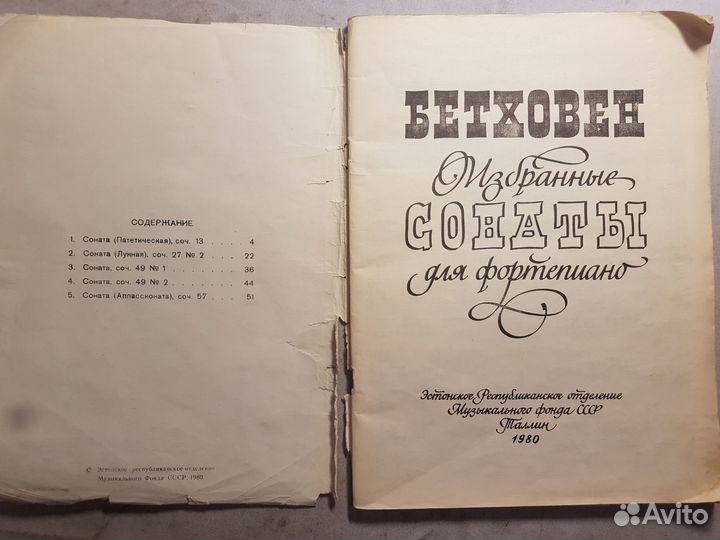 СОДЕРЖАНИЕ
1. Соната (Патетическая), соч. 13 . . . . 4
2. Соната (Лунная), соч. 27 № 2 . . . . 22
3. Соната, соч. 49 № 1 . . . . . . . 36
4. Соната, соч. 49 № 2 . . . . . . . 44
5. Соната (Аппассионата), соч. 57 . . . . 51
© Эстонское республиканское отделение
Музыкального Фонда СССР, 1980.
БЕТХОВЕН
Избранные
СОНАТЫ
для фортепиано
Эстонское Республиканское отделение
Музыкального фонда СССР
Таллин
1980
Avito